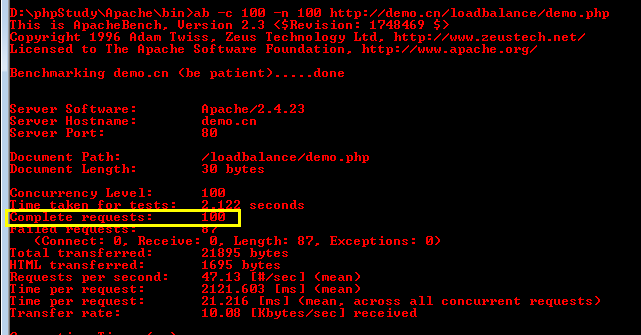 D:\phpStudy\Apache\bin>ab -c 100 -n 100 http://demo.cn/loadbalance/demo.php
This is ApacheBench, Version 2.3 <$Revision: 1748469 $>
Copyright 1996 Adam Twiss, Zeus Technology Ltd, http://www.zeustech.net/
Licensed to The Apache Software Foundation, http://www.apache.org/
Benchmarking demo.cn (be patient).....done
Server Software: Apache/2.4.23
Server Hostname: demo.cn
Server Port: 80
Document Path: /loadbalance/demo.php
Document Length: 30 bytes
Concurrency Level: 100
Time taken for tests: 2.122 seconds
Complete requests: 100
Failed requests: 87
(Connect: 0, Receive: 0, Length: 87, Exceptions: 0)
Total transferred: 21895 bytes
HTML transferred: 1695 bytes
Requests per second: 47.13 [#/sec] (mean)
Time per request: 2121.603 [ms] (mean)
Time per request: 21.216 [ms] (mean, across all concurrent requests)
Transfer rate: 10.08 [Kbytes/sec] received